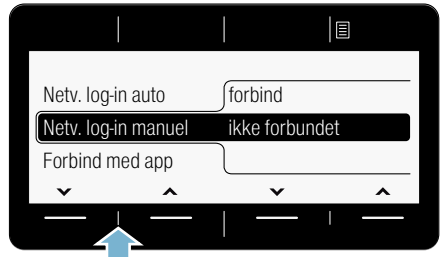 Netv. log-in auto forbind
Netv. log-in manuel ikke forbundet
Forbind med app